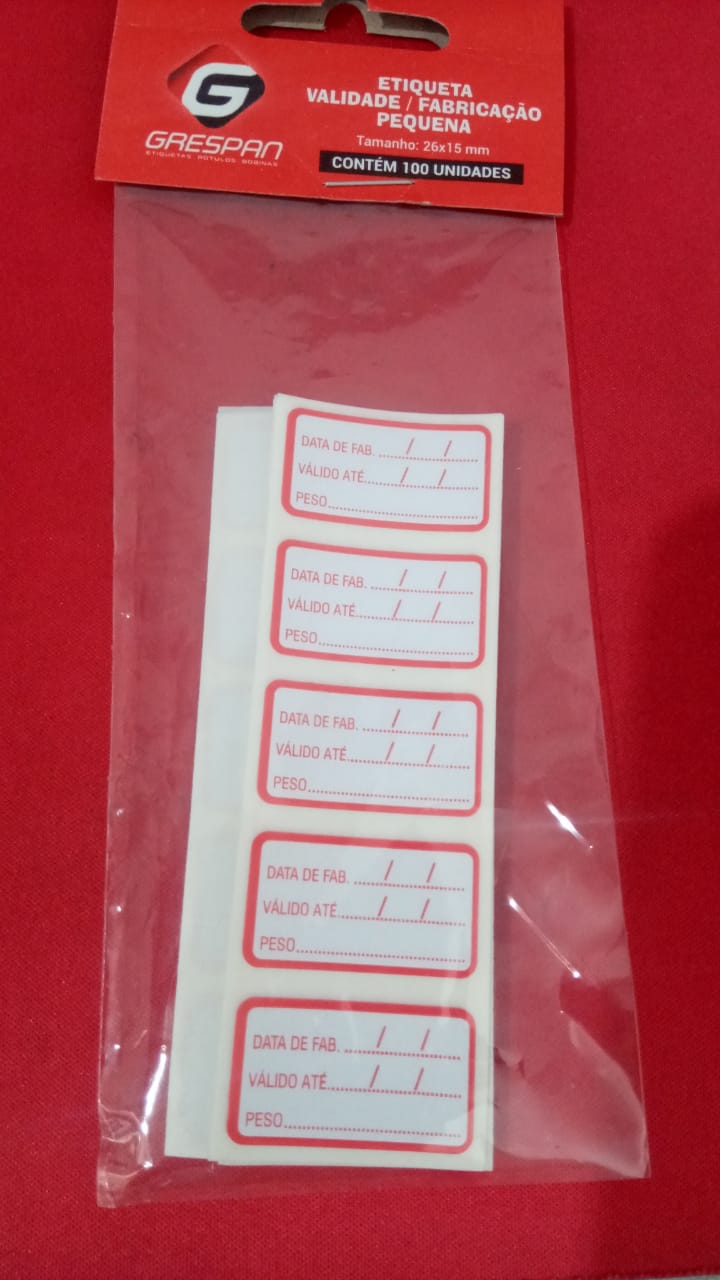 GRESPAN
ETIQUETAS ROTULOS BOBINAS
ETIQUETA
VALIDADE / FABRICAÇÃO
PEQUENA
Tamanho: 26x15 mm
CONTÉM 100 UNIDADES
DATA DE FAB. / /
VÁLIDO ATÉ / /
PESO
DATA DE FAB. / /
VÁLIDO ATÉ / /
PESO
DATA DE FAB. / /
VÁLIDO ATÉ / /
PESO
DATA DE FAB. / /
VÁLIDO ATÉ / /
PESO
DATA DE FAB. / /
VÁLIDO ATÉ / /
PESO